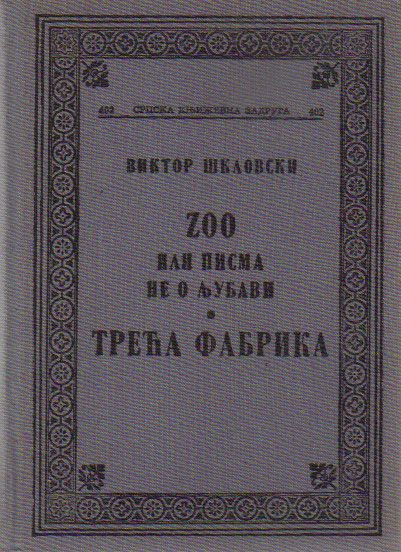 402 СРПСКА КЊИЖЕВНА ЗАДРУГА 402
ВИКТОР ШКЛОВСКИ
ZOO
ИЛИ ПИСМА
НЕ О ЉУБАВИ
•
ТРЕЋА ФАБРИКА